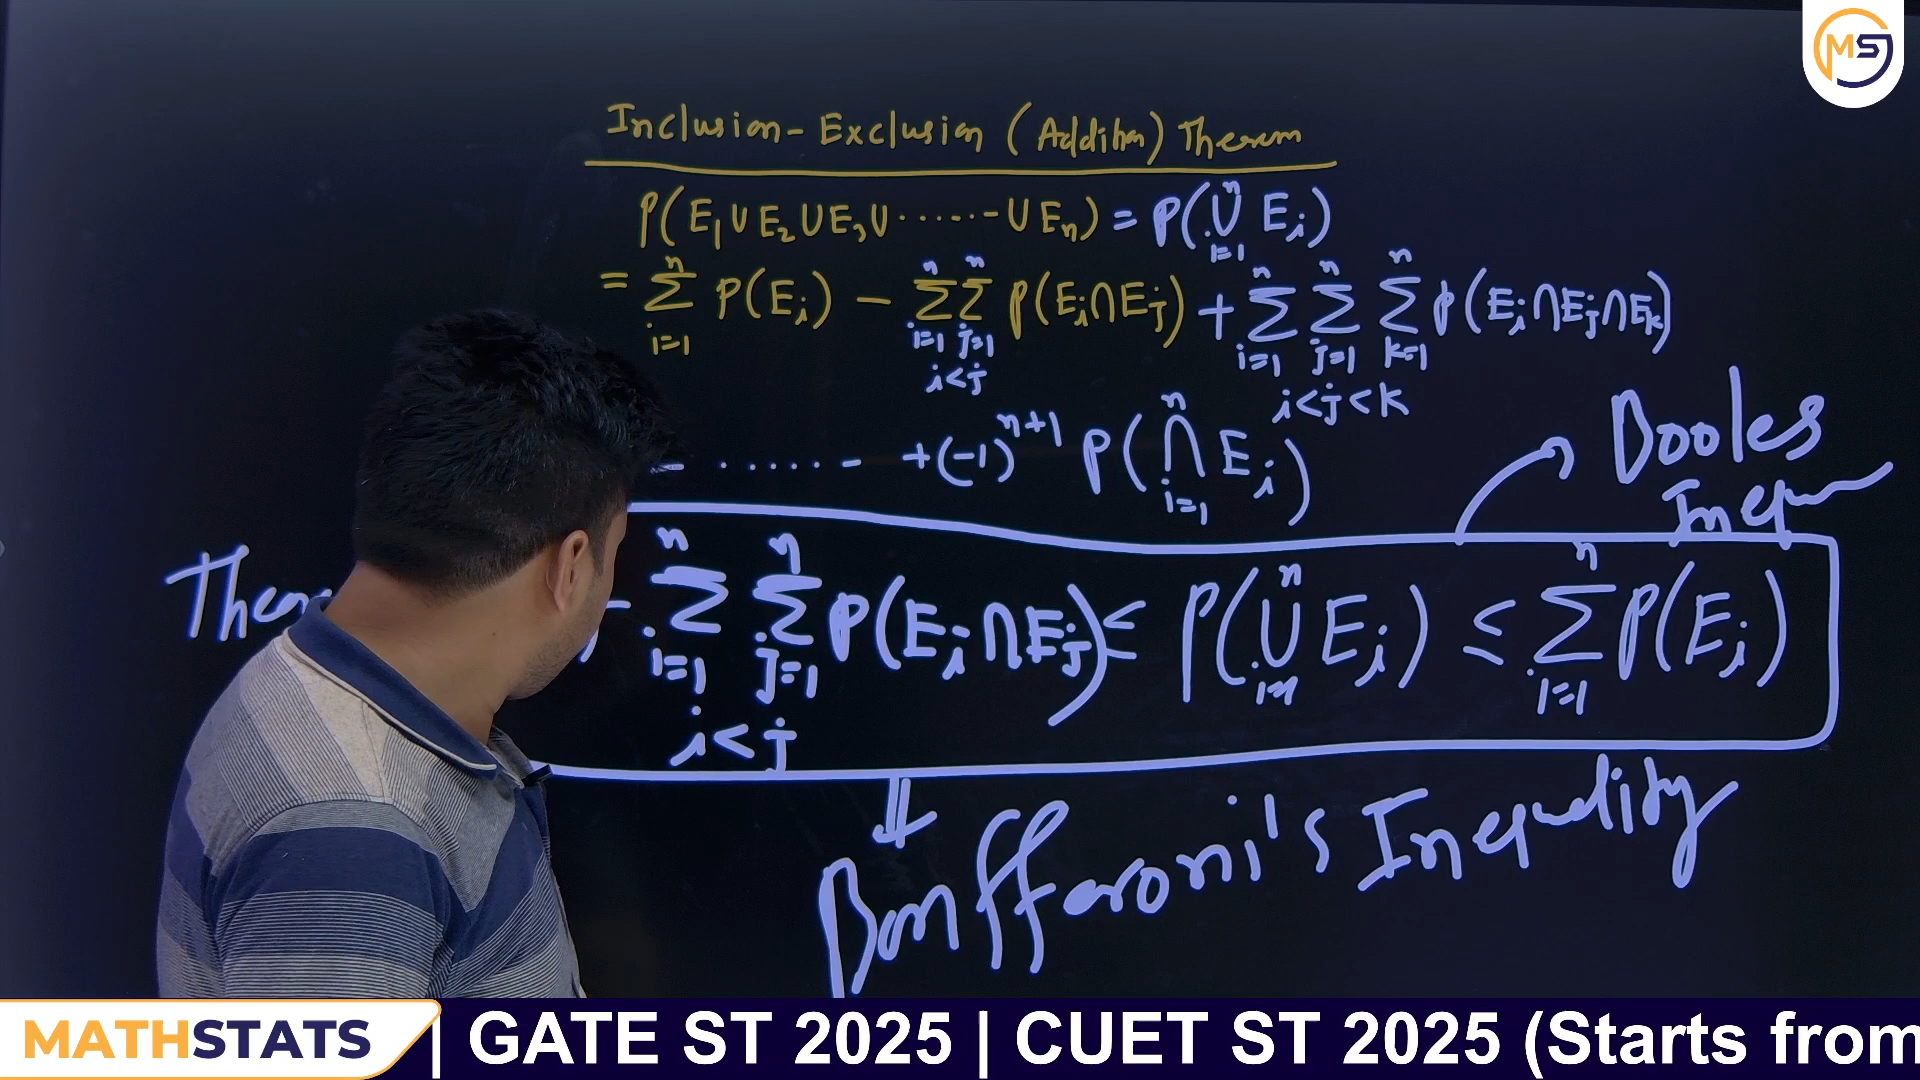 MS
Inclusion-Exclusion (Addition) Theorem
P(E₁ ∪ E₂ ∪ E₃ ∪ ······- ∪ Eₙ) = P(⋃ᵢ₌₁ⁿ Eᵢ)
= ∑ᵢ₌₁ⁿ P(Eᵢ) − ∑ᵢ₌₁ⁿ ∑ⱼ₌₁ⁿ P(Eᵢ∩Eⱼ) + ∑ᵢ₌₁ⁿ ∑ⱼ₌₁ⁿ ∑ₖ₌₁ⁿ P(Eᵢ∩Eⱼ∩Eₖ)
i<j i<j<k
- ······ - +(-1)ⁿ⁺¹ P(⋂ᵢ₌₁ⁿ Eᵢ)
Booles
Inequ
− ∑ᵢ₌₁ⁿ ∑ⱼ₌₁ⁿ P(Eᵢ∩Eⱼ) ≤ P(⋃ᵢ₌₁ⁿ Eᵢ) ≤ ∑ᵢ₌₁ⁿ P(Eᵢ)
i<j
Bonfferoni's Inequality
MATHSTATS | GATE ST 2025 | CUET ST 2025 (Starts from